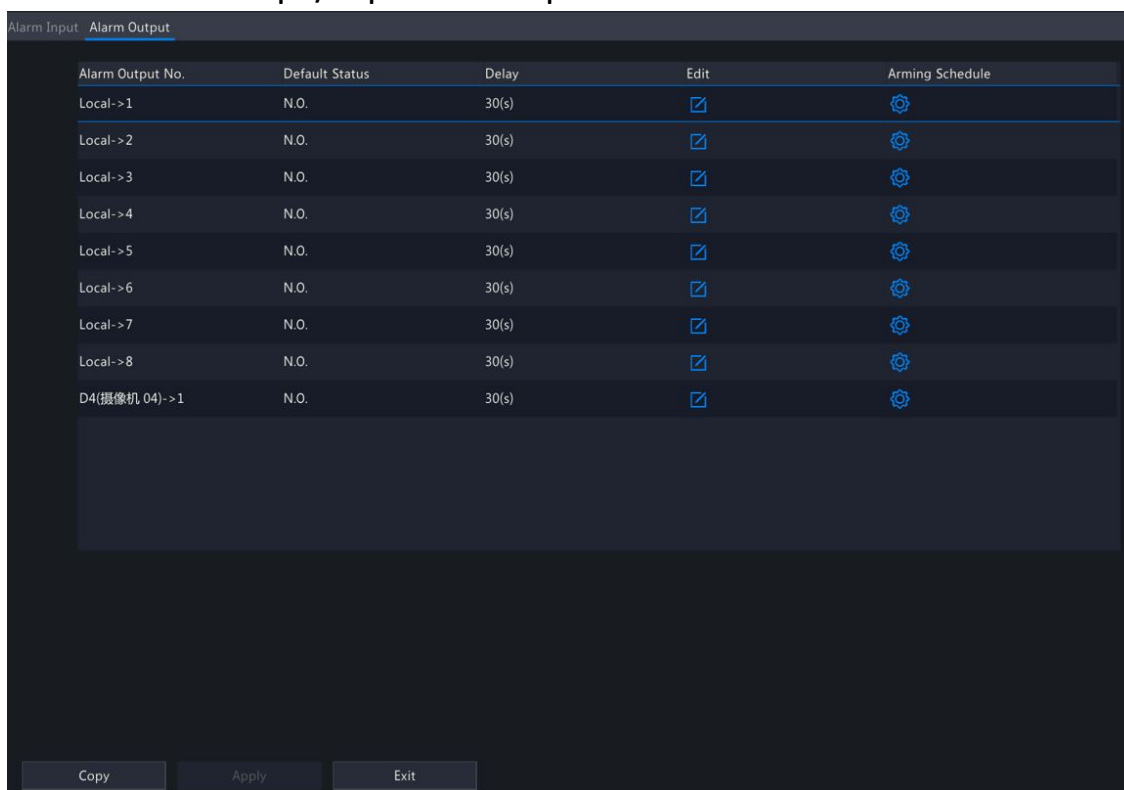 Alarm Input Alarm Output
Alarm Output No. Default Status Delay Edit Arming Schedule
Local->1 N.O. 30(s)
Local->2 N.O. 30(s)
Local->3 N.O. 30(s)
Local->4 N.O. 30(s)
Local->5 N.O. 30(s)
Local->6 N.O. 30(s)
Local->7 N.O. 30(s)
Local->8 N.O. 30(s)
D4(摄像机 04)->1 N.O. 30(s)
Copy Apply Exit